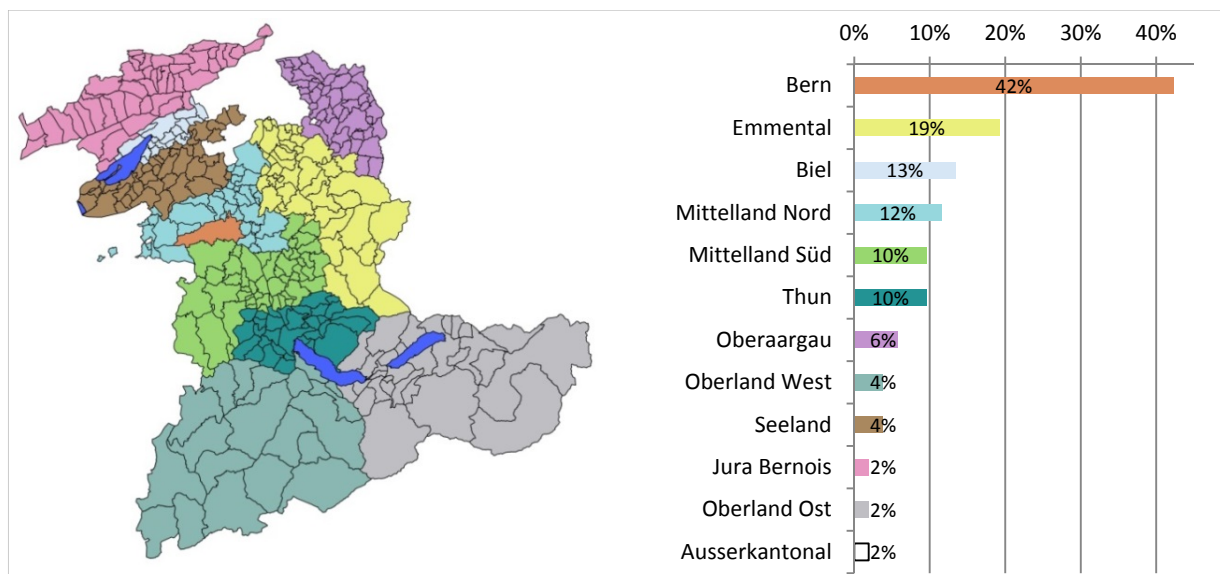 0% 10% 20% 30% 40%
Bern 42%
Emmental 19%
Biel 13%
Mittelland Nord 12%
Mittelland Süd 10%
Thun 10%
Oberaargau 6%
Oberland West 4%
Seeland 4%
Jura Bernois 2%
Oberland Ost 2%
Ausserkantonal 2%